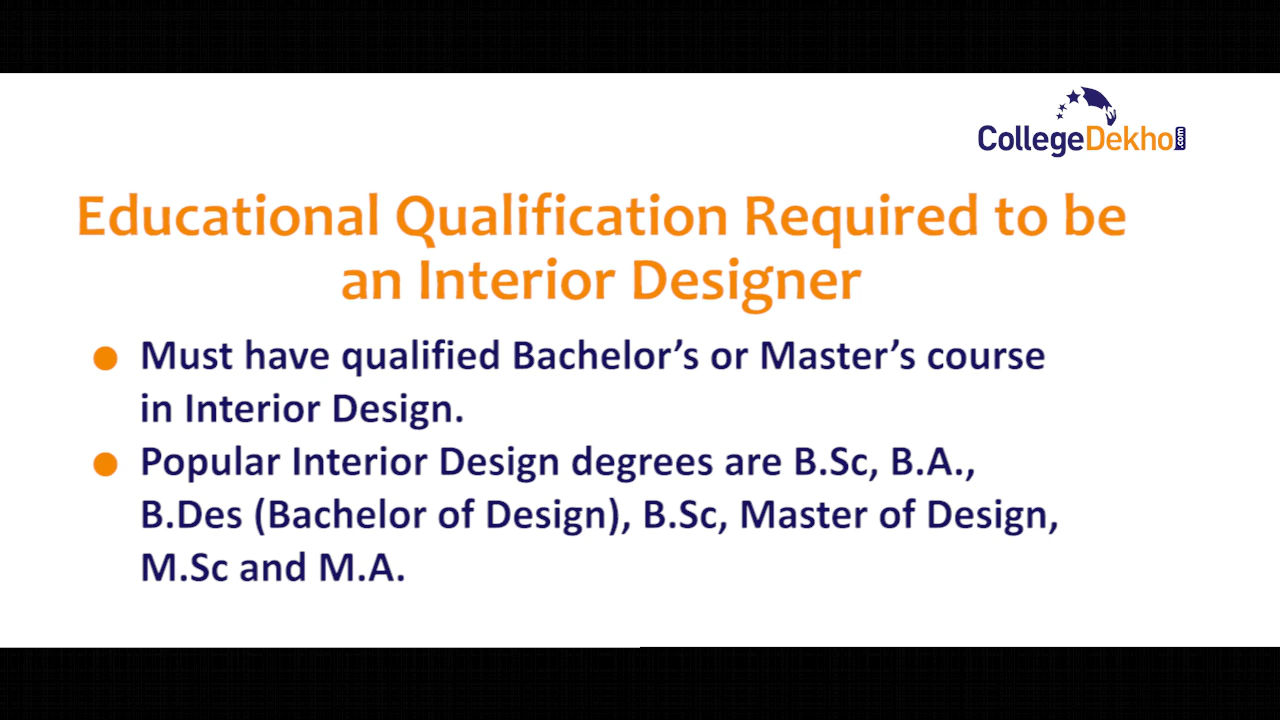 CollegeDekho.com
Educational Qualification Required to be
an Interior Designer
● Must have qualified Bachelor’s or Master’s course
in Interior Design.
● Popular Interior Design degrees are B.Sc, B.A.,
B.Des (Bachelor of Design), B.Sc, Master of Design,
M.Sc and M.A.